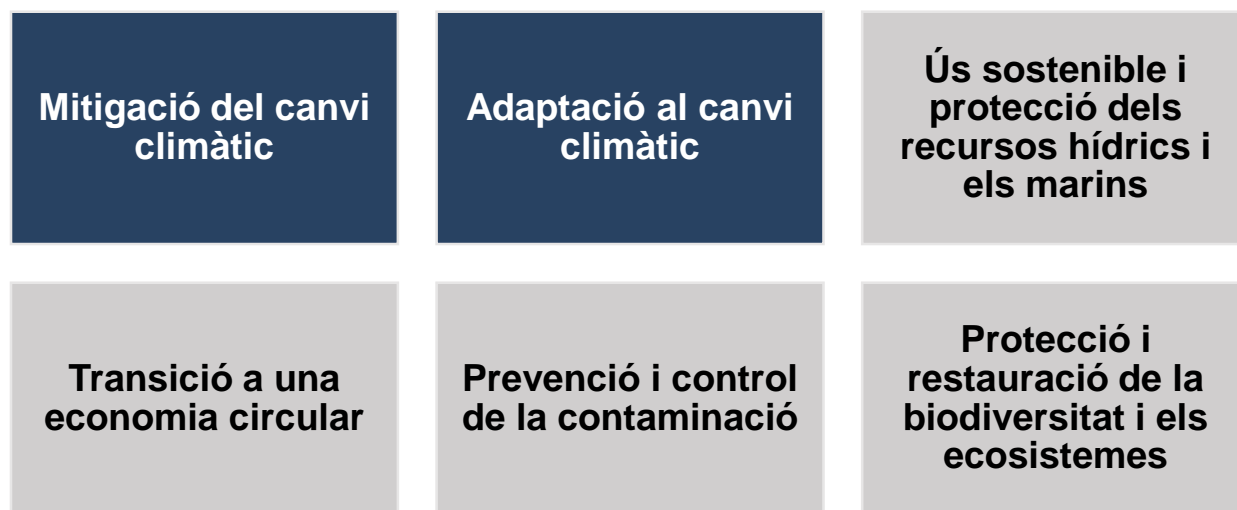 Mitigació del canvi
climàtic
Adaptació al canvi
climàtic
Ús sostenible i
protecció dels
recursos hídrics i
els marins
Transició a una
economia circular
Prevenció i control
de la contaminació
Protecció i
restauració de la
biodiversitat i els
ecosistemes